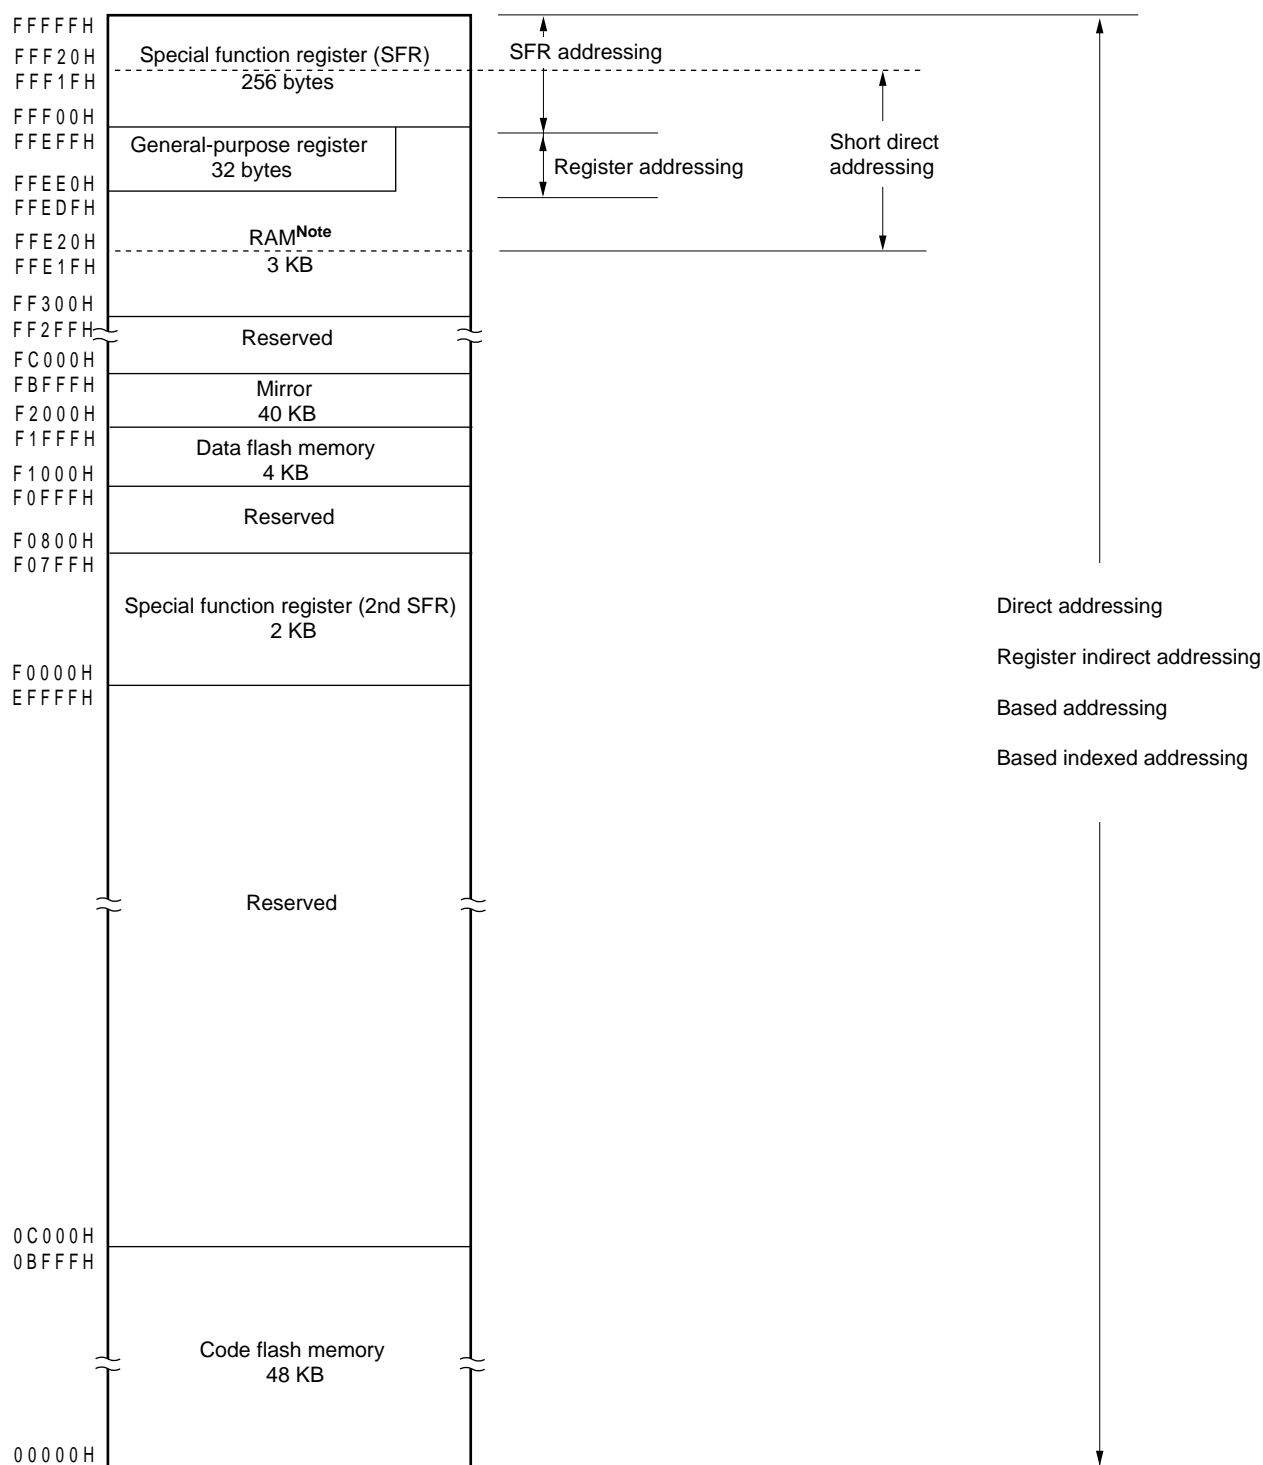 FFFFFH
FFF20H
FFF1FH
FFF00H
FFEFFH
FFEE0H
FFEDFH
FFE20H
FFE1FH
FF300H
FF2FFH
FC000H
FBFFFH
F2000H
F1FFFH
F1000H
F0FFFH
F0800H
F07FFH
F0000H
EFFFFH
0C000H
0BFFFH
00000H
Special function register (SFR)
256 bytes
General-purpose register
32 bytes
RAMNote
3 KB
Reserved
Mirror
40 KB
Data flash memory
4 KB
Reserved
Special function register (2nd SFR)
2 KB
Reserved
Code flash memory
48 KB
SFR addressing
Register addressing
Short direct
addressing
Direct addressing
Register indirect addressing
Based addressing
Based indexed addressing